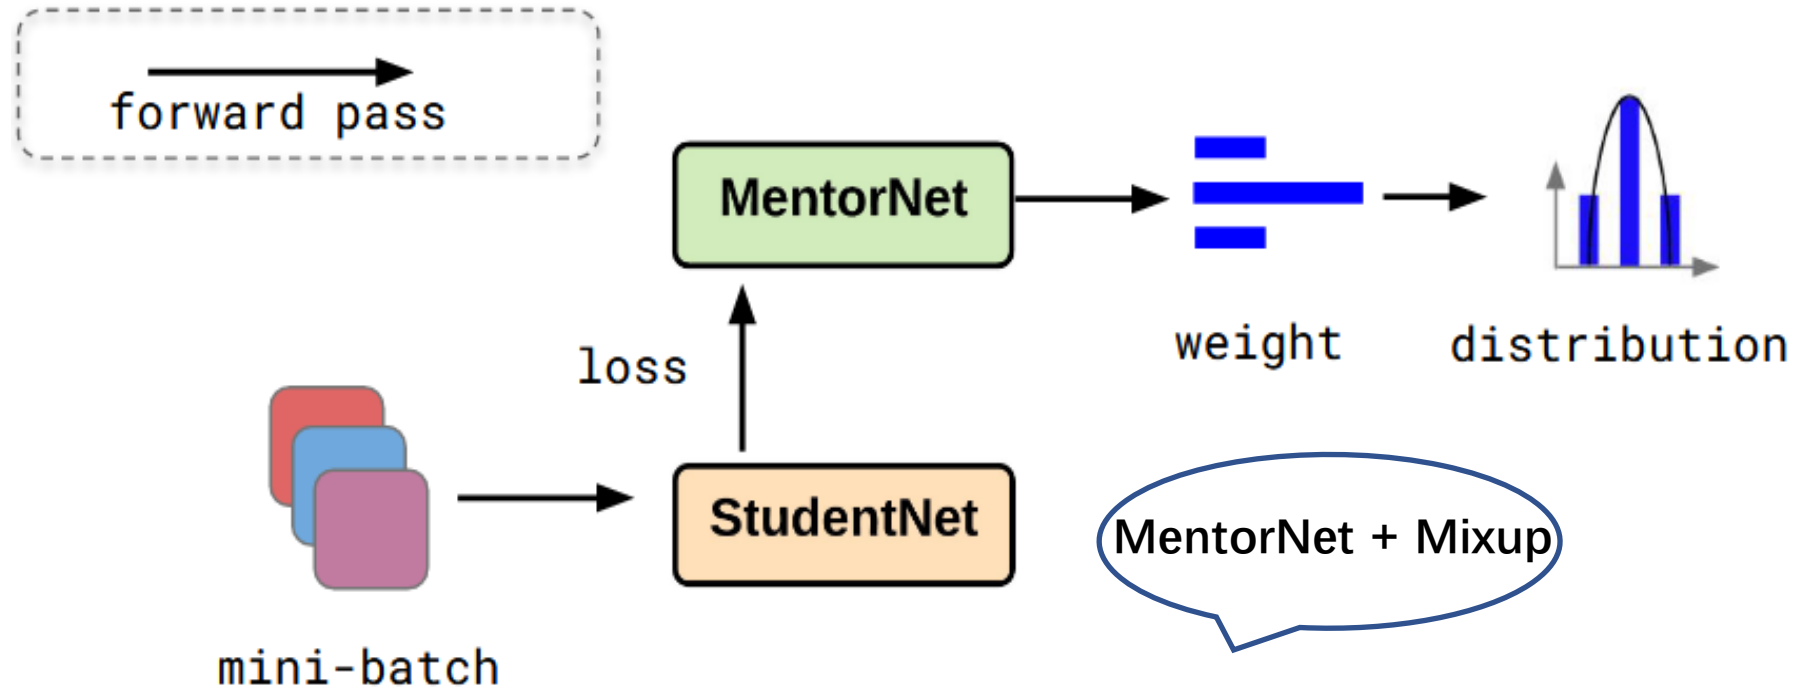 forward pass
MentorNet
loss
weight
distribution
StudentNet
MentorNet + Mixup
mini-batch